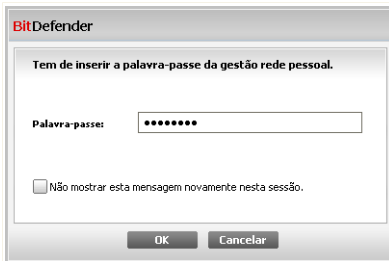 BitDefender
Tem de inserir a palavra-passe da gestão rede pessoal.
Palavra-passe: ●●●●●●●●
Não mostrar esta mensagem novamente nesta sessão.
OK Cancelar